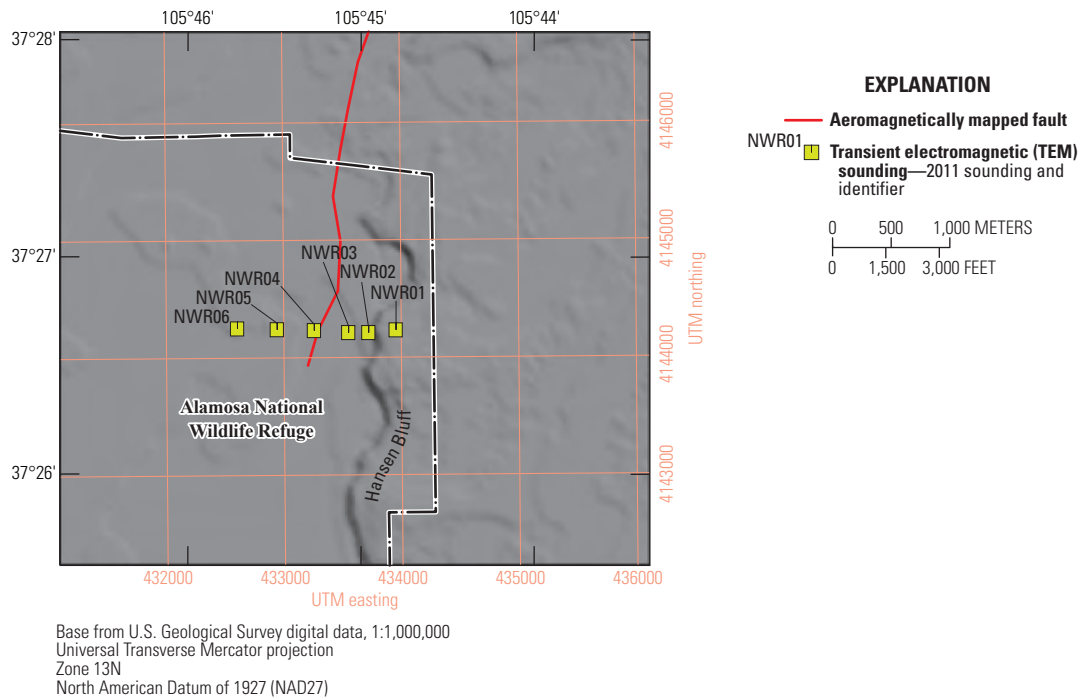 105°46' 105°45' 105°44'
37°28'
37°27'
37°26'
4146000
4145000
4144000
4143000
UTM northing
NWR03
NWR04
NWR02
NWR05
NWR01
NWR06
Alamosa National
Wildlife Refuge
Hansen Bluff
432000 433000 434000 435000 436000
UTM easting
EXPLANATION
Aeromagnetically mapped fault
NWR01
Transient electromagnetic (TEM)
sounding—2011 sounding and
identifier
0 500 1,000 METERS
0 1,500 3,000 FEET
Base from U.S. Geological Survey digital data, 1:1,000,000
Universal Transverse Mercator projection
Zone 13N
North American Datum of 1927 (NAD27)